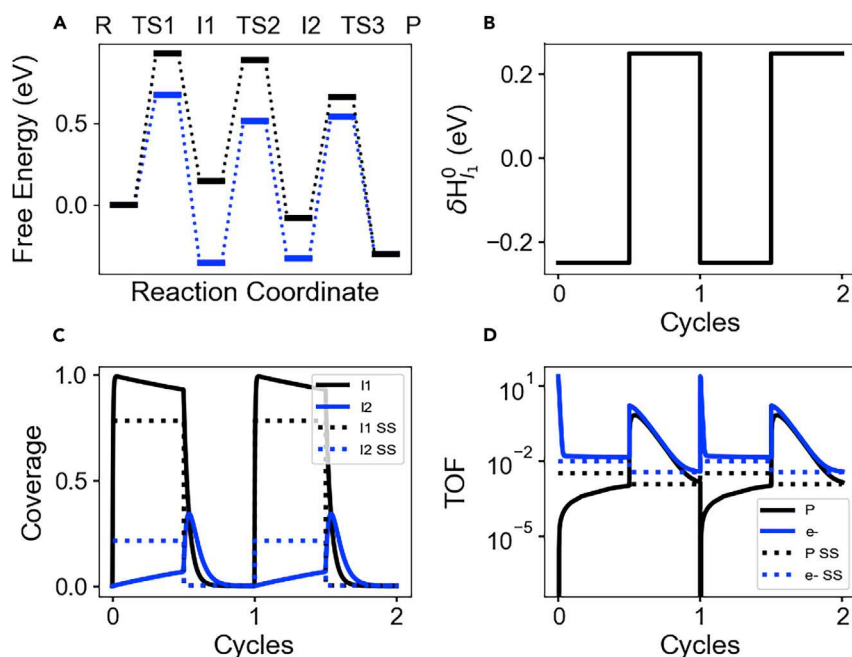 A
R TS1 I1 TS2 I2 TS3 P
Free Energy (eV)
0.5
0.0
Reaction Coordinate
B
δH⁰I₁ (eV)
0.2
0.0
−0.2
0 1 2
Cycles
C
Coverage
1.0
0.5
0.0
I1
I2
I1 SS
I2 SS
0 1 2
Cycles
D
TOF
10¹
10⁻²
10⁻⁵
P
e-
P SS
e- SS
0 1 2
Cycles